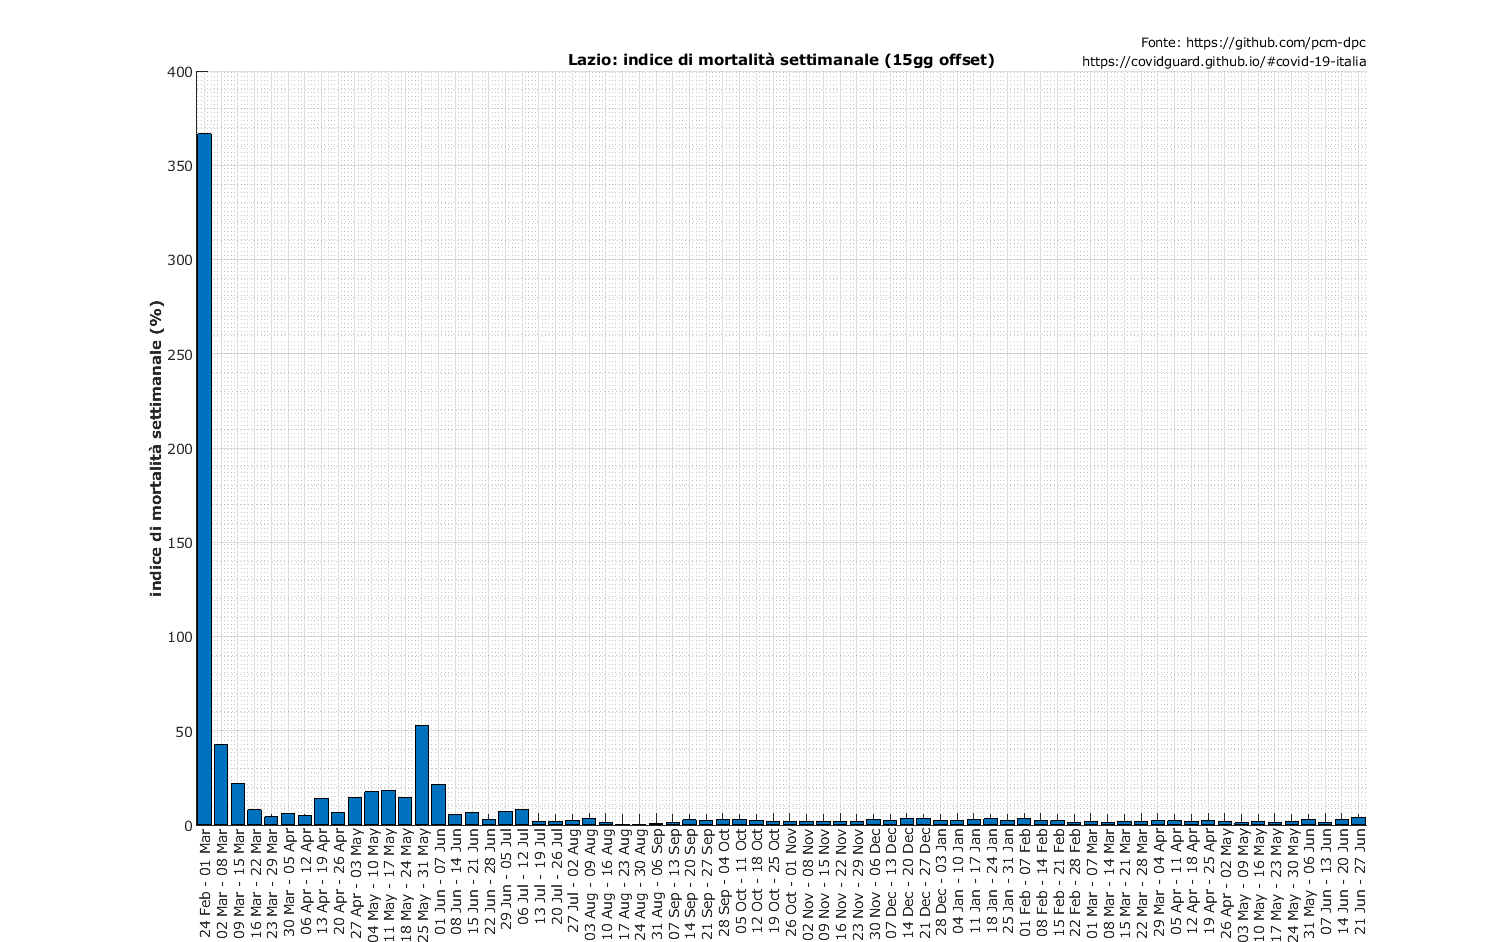 Fonte: https://github.com/pcm-dpc
Lazio: indice di mortalità settimanale (15gg offset)
https://covidguard.github.io/#covid-19-italia
indice di mortalità settimanale (%)
400
350
300
250
200
150
100
50
0
24 Feb - 01 Mar
02 Mar - 08 Mar
09 Mar - 15 Mar
16 Mar - 22 Mar
23 Mar - 29 Mar
30 Mar - 05 Apr
06 Apr - 12 Apr
13 Apr - 19 Apr
20 Apr - 26 Apr
27 Apr - 03 May
04 May - 10 May
11 May - 17 May
18 May - 24 May
25 May - 31 May
01 Jun - 07 Jun
08 Jun - 14 Jun
15 Jun - 21 Jun
22 Jun - 28 Jun
29 Jun - 05 Jul
06 Jul - 12 Jul
13 Jul - 19 Jul
20 Jul - 26 Jul
27 Jul - 02 Aug
03 Aug - 09 Aug
10 Aug - 16 Aug
17 Aug - 23 Aug
24 Aug - 30 Aug
31 Aug - 06 Sep
07 Sep - 13 Sep
14 Sep - 20 Sep
21 Sep - 27 Sep
28 Sep - 04 Oct
05 Oct - 11 Oct
12 Oct - 18 Oct
19 Oct - 25 Oct
26 Oct - 01 Nov
02 Nov - 08 Nov
09 Nov - 15 Nov
16 Nov - 22 Nov
23 Nov - 29 Nov
30 Nov - 06 Dec
07 Dec - 13 Dec
14 Dec - 20 Dec
21 Dec - 27 Dec
28 Dec - 03 Jan
04 Jan - 10 Jan
11 Jan - 17 Jan
18 Jan - 24 Jan
25 Jan - 31 Jan
01 Feb - 07 Feb
08 Feb - 14 Feb
15 Feb - 21 Feb
22 Feb - 28 Feb
01 Mar - 07 Mar
08 Mar - 14 Mar
15 Mar - 21 Mar
22 Mar - 28 Mar
29 Mar - 04 Apr
05 Apr - 11 Apr
12 Apr - 18 Apr
19 Apr - 25 Apr
26 Apr - 02 May
03 May - 09 May
10 May - 16 May
17 May - 23 May
24 May - 30 May
31 May - 06 Jun
07 Jun - 13 Jun
14 Jun - 20 Jun
21 Jun - 27 Jun